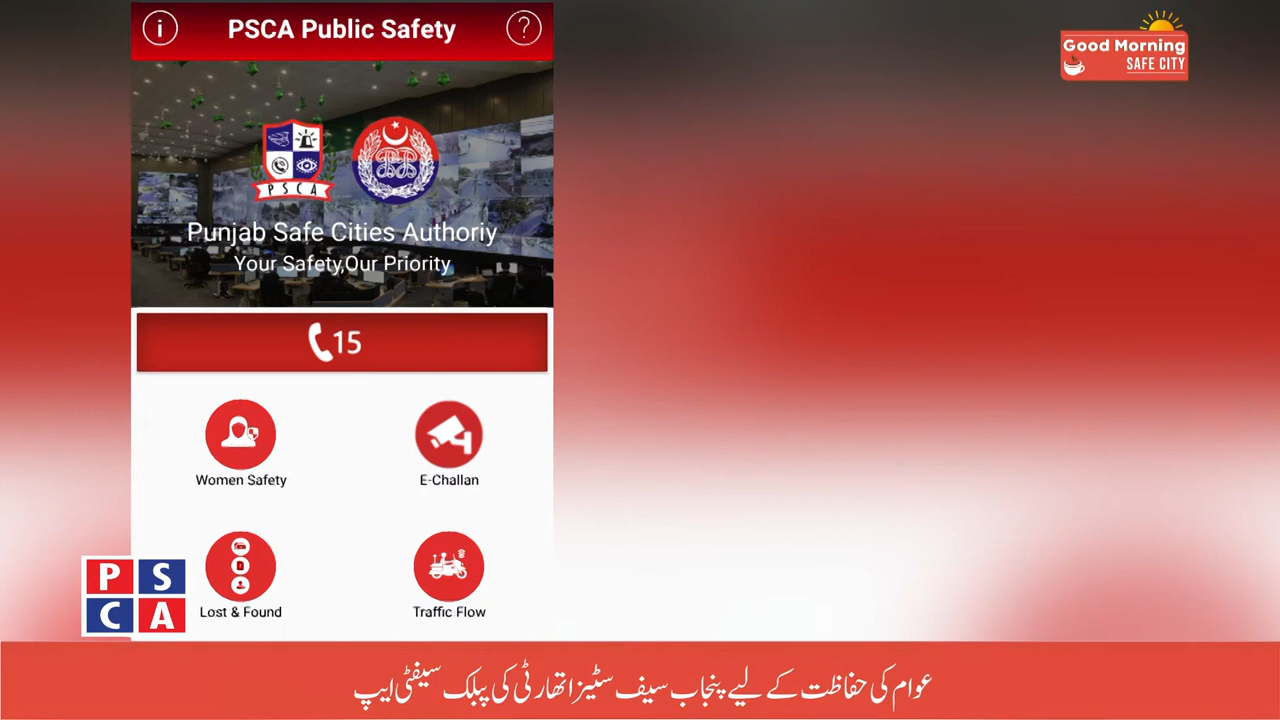 PSCA Public Safety
Good Morning
SAFE CITY
PSCA
Punjab Safe Cities Authoriy
Your Safety,Our Priority
15
Women Safety
E-Challan
Lost & Found
Traffic Flow
P S
C A
عوام کی حفاظت کے لیے پنجاب سیف سٹیز اتھارٹی کی پبلک سیفٹی ایپ